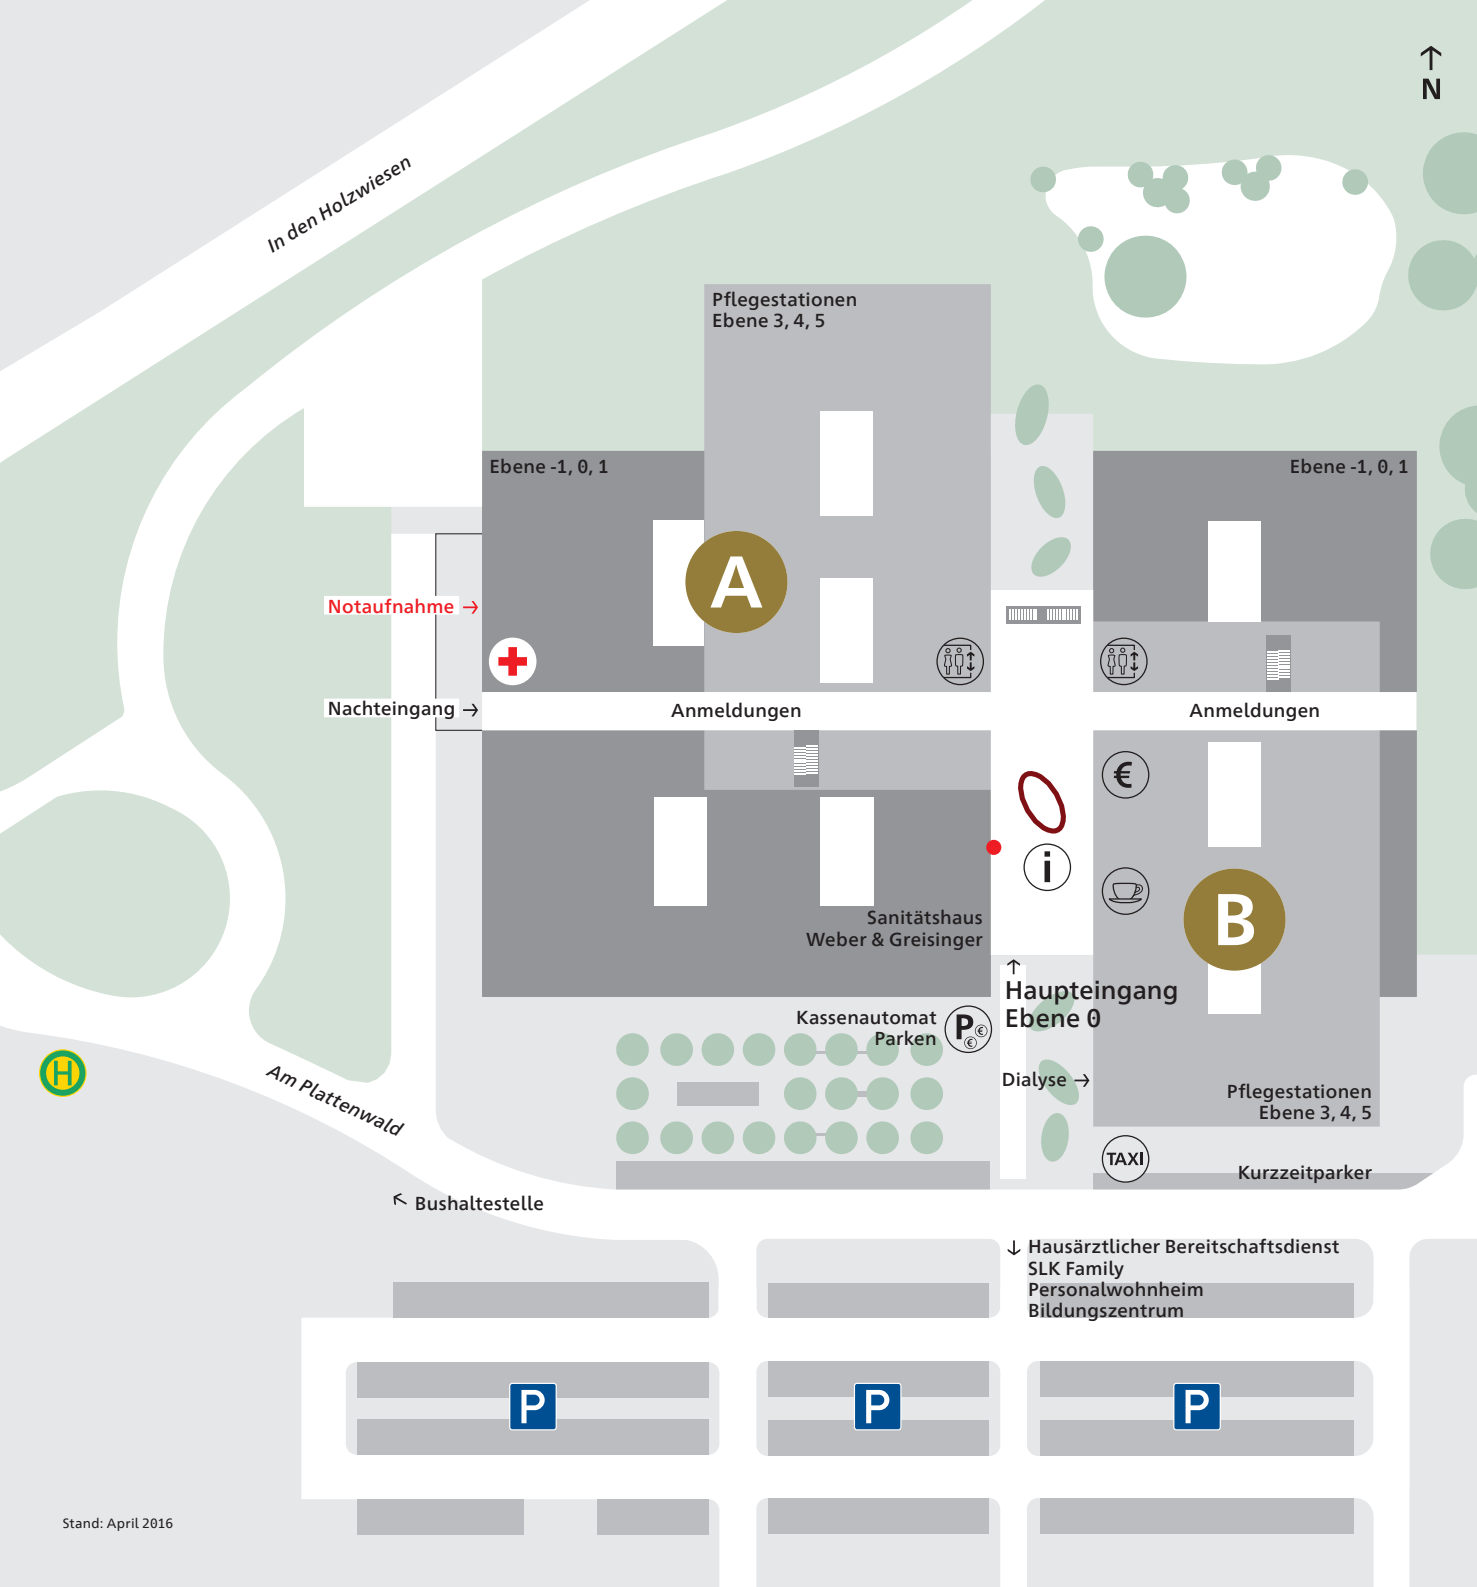 N
In den Holzwiesen
Pflegestationen
Ebene 3, 4, 5
Ebene -1, 0, 1
Ebene -1, 0, 1
A
Notaufnahme →
Nachteingang →
Anmeldungen
Anmeldungen
€
i
B
Sanitätshaus
Weber & Greisinger
Haupteingang
Ebene 0
Kassenautomat
Parken
P€€
H
Am Plattenwald
Dialyse →
Pflegestationen
Ebene 3, 4, 5
TAXI
Kurzzeitparker
Bushaltestelle
Hausärztlicher Bereitschaftsdienst
SLK Family
Personalwohnheim
Bildungszentrum
P
P
P
Stand: April 2016